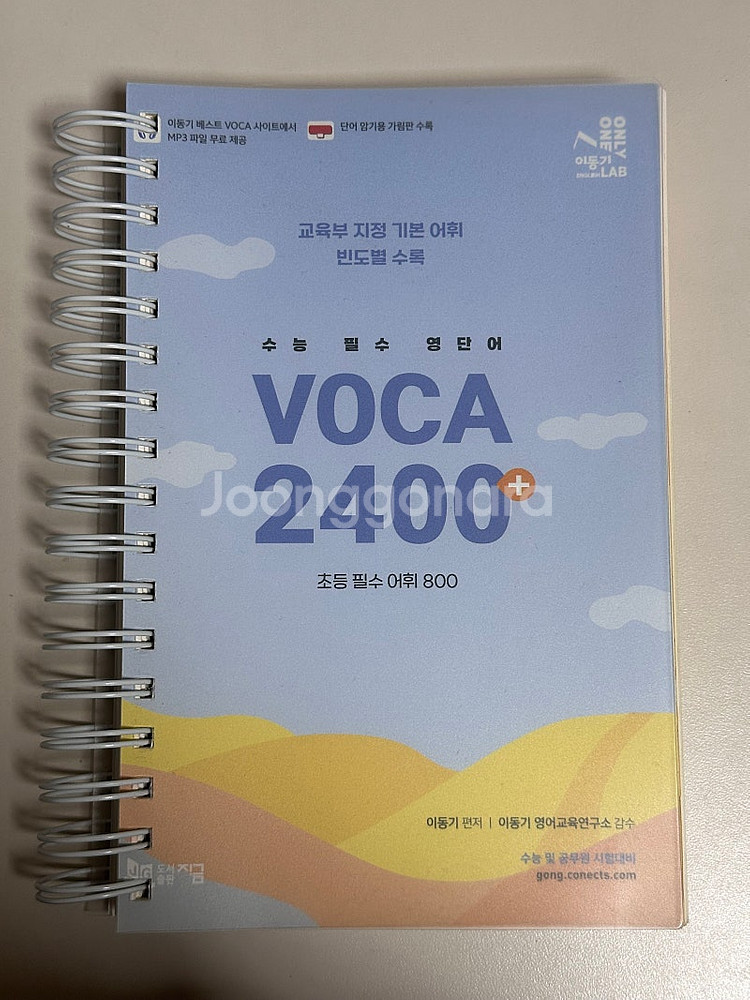 이동기 베스트 VOCA 사이트에서
MP3 파일 무료 제공
단어 암기용 가림판 수록
ONLY
ONE
이동기
LAB
교육부 지정 기본 어휘
빈도별 수록
수능 필수 영단어
VOCA
2400+
Joonggonara
초등 필수 어휘 800
이동기 편저 | 이동기 영어교육연구소 감수
수능 및 공무원 시험대비
gong.conects.com
도서
출판
지금